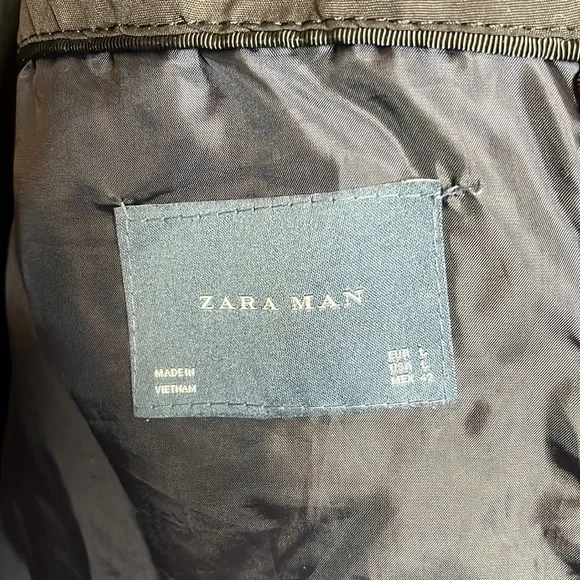 ZARA MAN
MADE IN
VIETNAM
EUR L
USA L
MEX 42